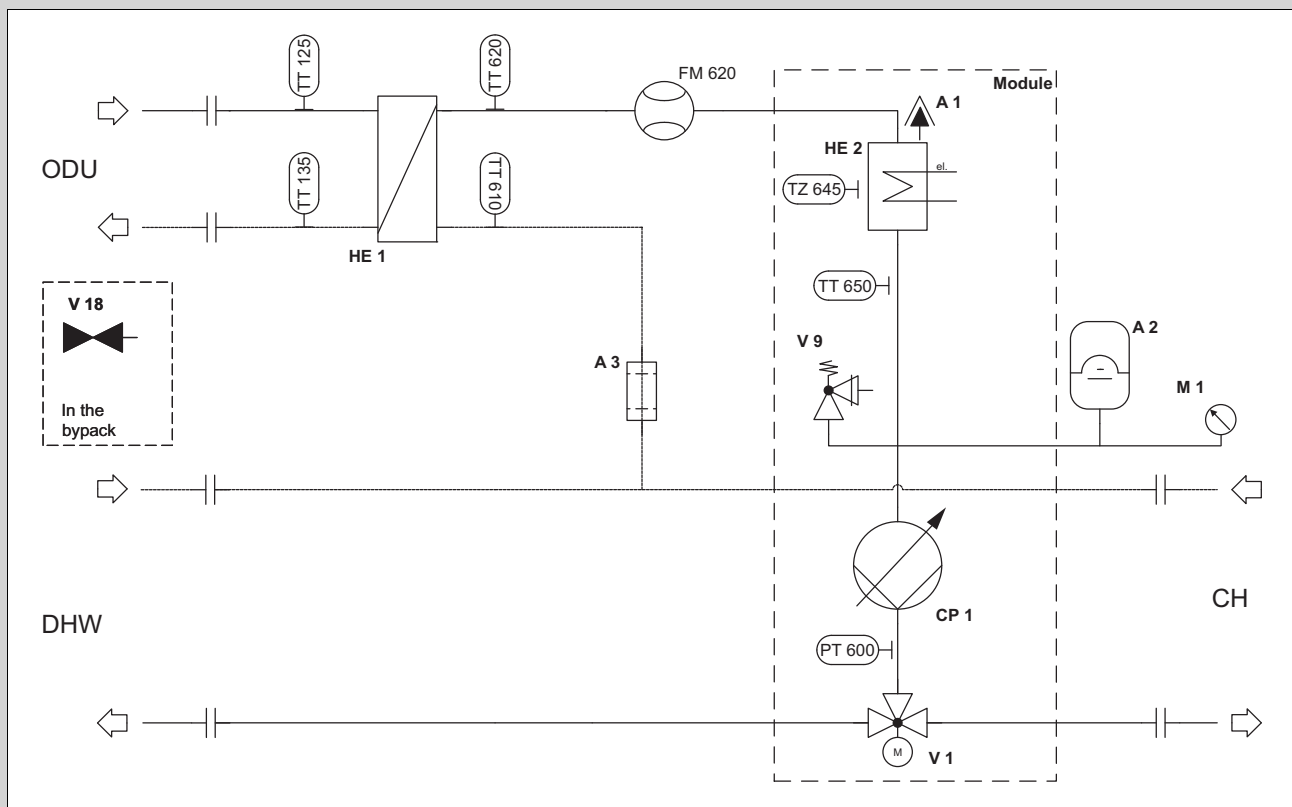 TT 125
TT 620
FM 620
Module
A 1
HE 2
el.
ODU
TT 135
TT 610
TZ 645
HE 1
TT 650
V 18
V 9
A 2
A 3
M 1
In the
bypack
DHW
CH
CP 1
PT 600
M
V 1